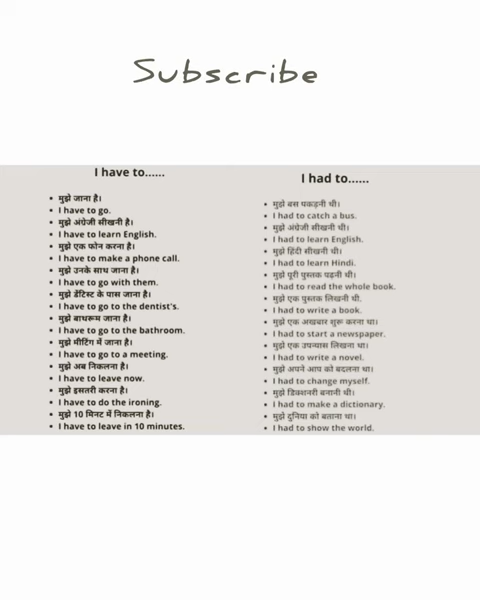 Subscribe
I have to......
• मुझे जाना है।
• I have to go.
• मुझे अंग्रेजी सीखनी है।
• I have to learn English.
• मुझे एक फोन करना है।
• I have to make a phone call.
• मुझे उनके साथ जाना है।
• I have to go with them.
• मुझे डेंटिस्ट के पास जाना है।
• I have to go to the dentist's.
• मुझे बाथरूम जाना है।
• I have to go to the bathroom.
• मुझे मीटिंग में जाना है।
• I have to go to a meeting.
• मुझे अब निकलना है।
• I have to leave now.
• मुझे इसतरी करना है।
• I have to do the ironing.
• मुझे 10 मिनट में निकलना है।
• I have to leave in 10 minutes.
I had to......
• मुझे बस पकड़नी थी।
• I had to catch a bus.
• मुझे अंग्रेजी सीखनी थी।
• I had to learn English.
• मुझे हिंदी सीखनी थी।
• I had to learn Hindi.
• मुझे पूरी पुस्तक पढ़नी थी।
• I had to read the whole book.
• मुझे एक पुस्तक लिखनी थी.
• I had to write a book.
• मुझे एक अखबार शुरू करना था।
• I had to start a newspaper.
• मुझे एक उपन्यास लिखना था।
• I had to write a novel.
• मुझे अपने आप को बदलना था।
• I had to change myself.
• मुझे डिक्शनरी बनानी थी।
• I had to make a dictionary.
• मुझे दुनिया को बताना था।
• I had to show the world.